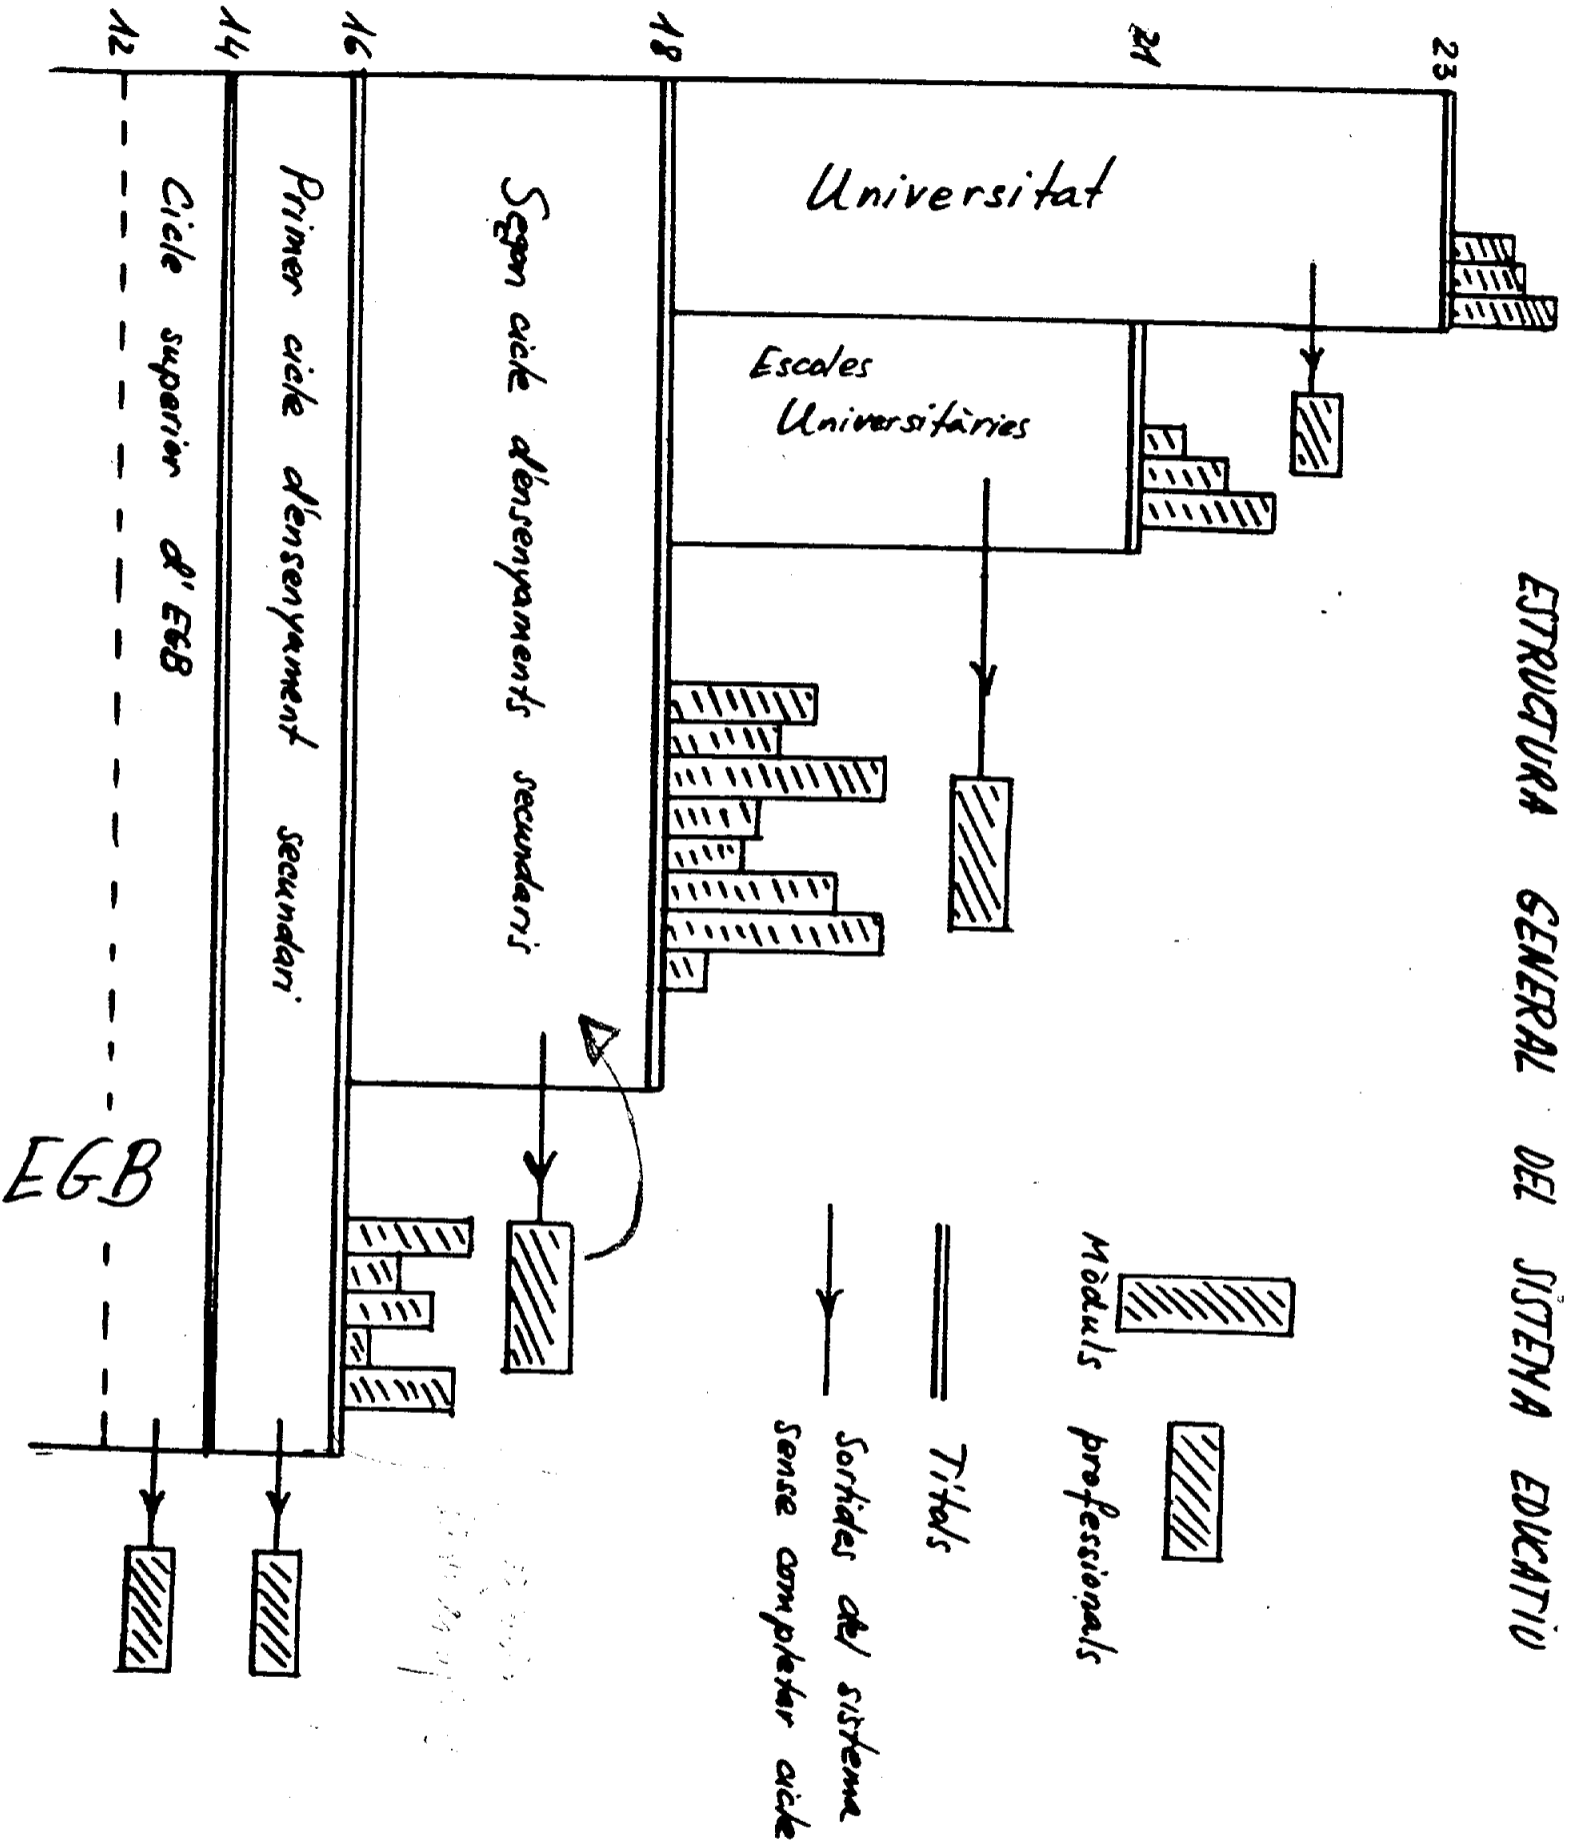 ESTRUCTURA GENERAL DEL SISTEMA EDUCATIU
Mòduls professionals
Títols
Sortides del sistema
sense completar cicle
23
21
18
16
14
12
Universitat
Escoles
Universitàries
Segon cicle d'ensenyaments secundaris
Primer cicle d'ensenyament secundari
Cicle superior d'EGB
EGB